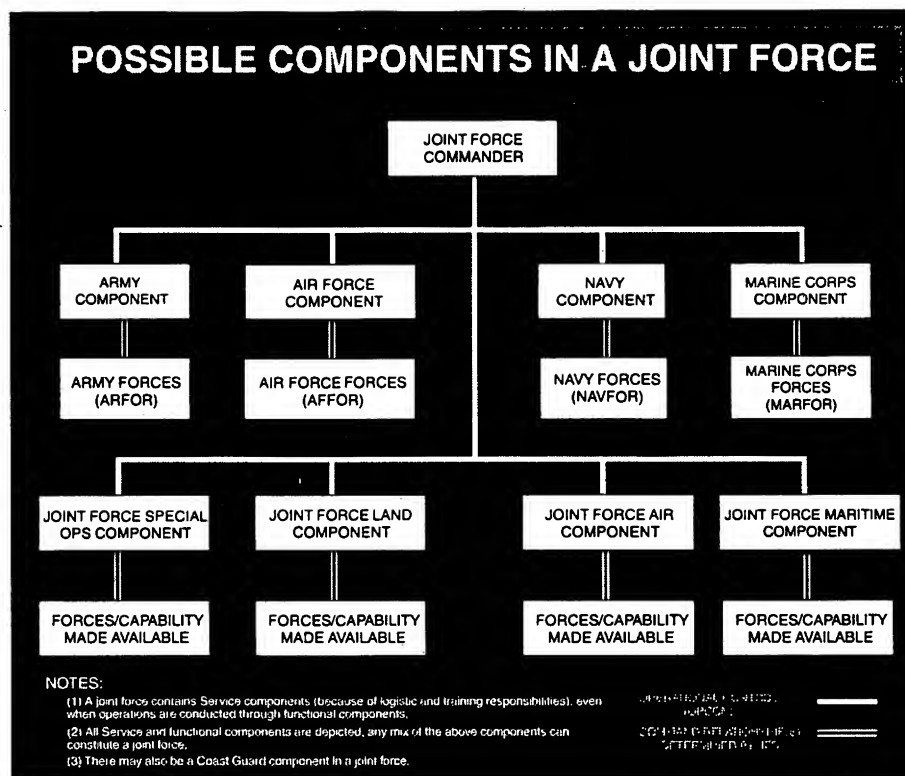 POSSIBLE COMPONENTS IN A JOINT FORCE
JOINT FORCE
COMMANDER
ARMY
COMPONENT
AIR FORCE
COMPONENT
NAVY
COMPONENT
MARINE CORPS
COMPONENT
ARMY FORCES
(ARFOR)
AIR FORCE FORCES
(AFFOR)
NAVY FORCES
(NAVFOR)
MARINE CORPS
FORCES
(MARFOR)
JOINT FORCE SPECIAL
OPS COMPONENT
JOINT FORCE LAND
COMPONENT
JOINT FORCE AIR
COMPONENT
JOINT FORCE MARITIME
COMPONENT
FORCES/CAPABILITY
MADE AVAILABLE
FORCES/CAPABILITY
MADE AVAILABLE
FORCES/CAPABILITY
MADE AVAILABLE
FORCES/CAPABILITY
MADE AVAILABLE
NOTES:
(1) A joint force contains Service components (because of logistic and training responsibilities), even
when operations are conducted through functional components.
(2) All Service and functional components are depicted, any mix of the above components can
constitute a joint force.
(3) There may also be a Coast Guard component in a joint force.
OPERATIONAL CONTROL